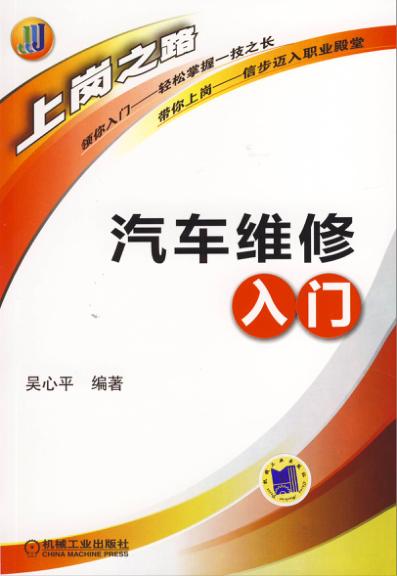 上岗之路
领你入门——轻松掌握一技之长
带你上岗——信步迈入职业殿堂
汽车维修
入门
吴心平 编著
机械工业出版社
CHINA MACHINE PRESS